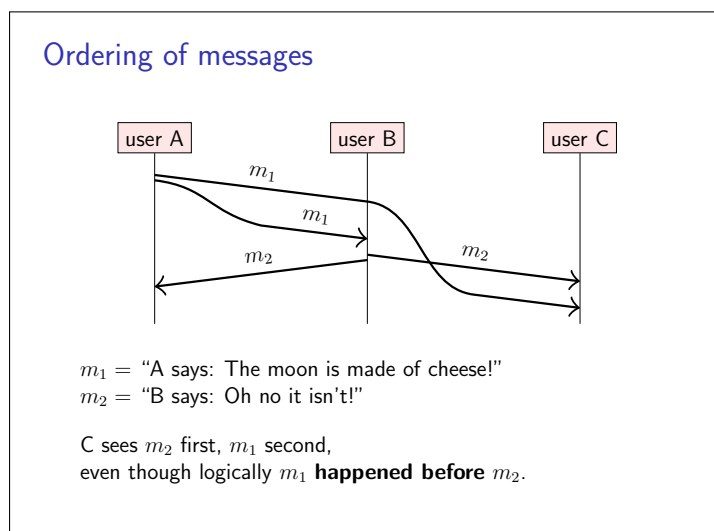 Ordering of messages
user A user B user C
m₁
m₁
m₂ m₂
m₁ = “A says: The moon is made of cheese!”
m₂ = “B says: Oh no it isn't!”
C sees m₂ first, m₁ second,
even though logically m₁ happened before m₂.